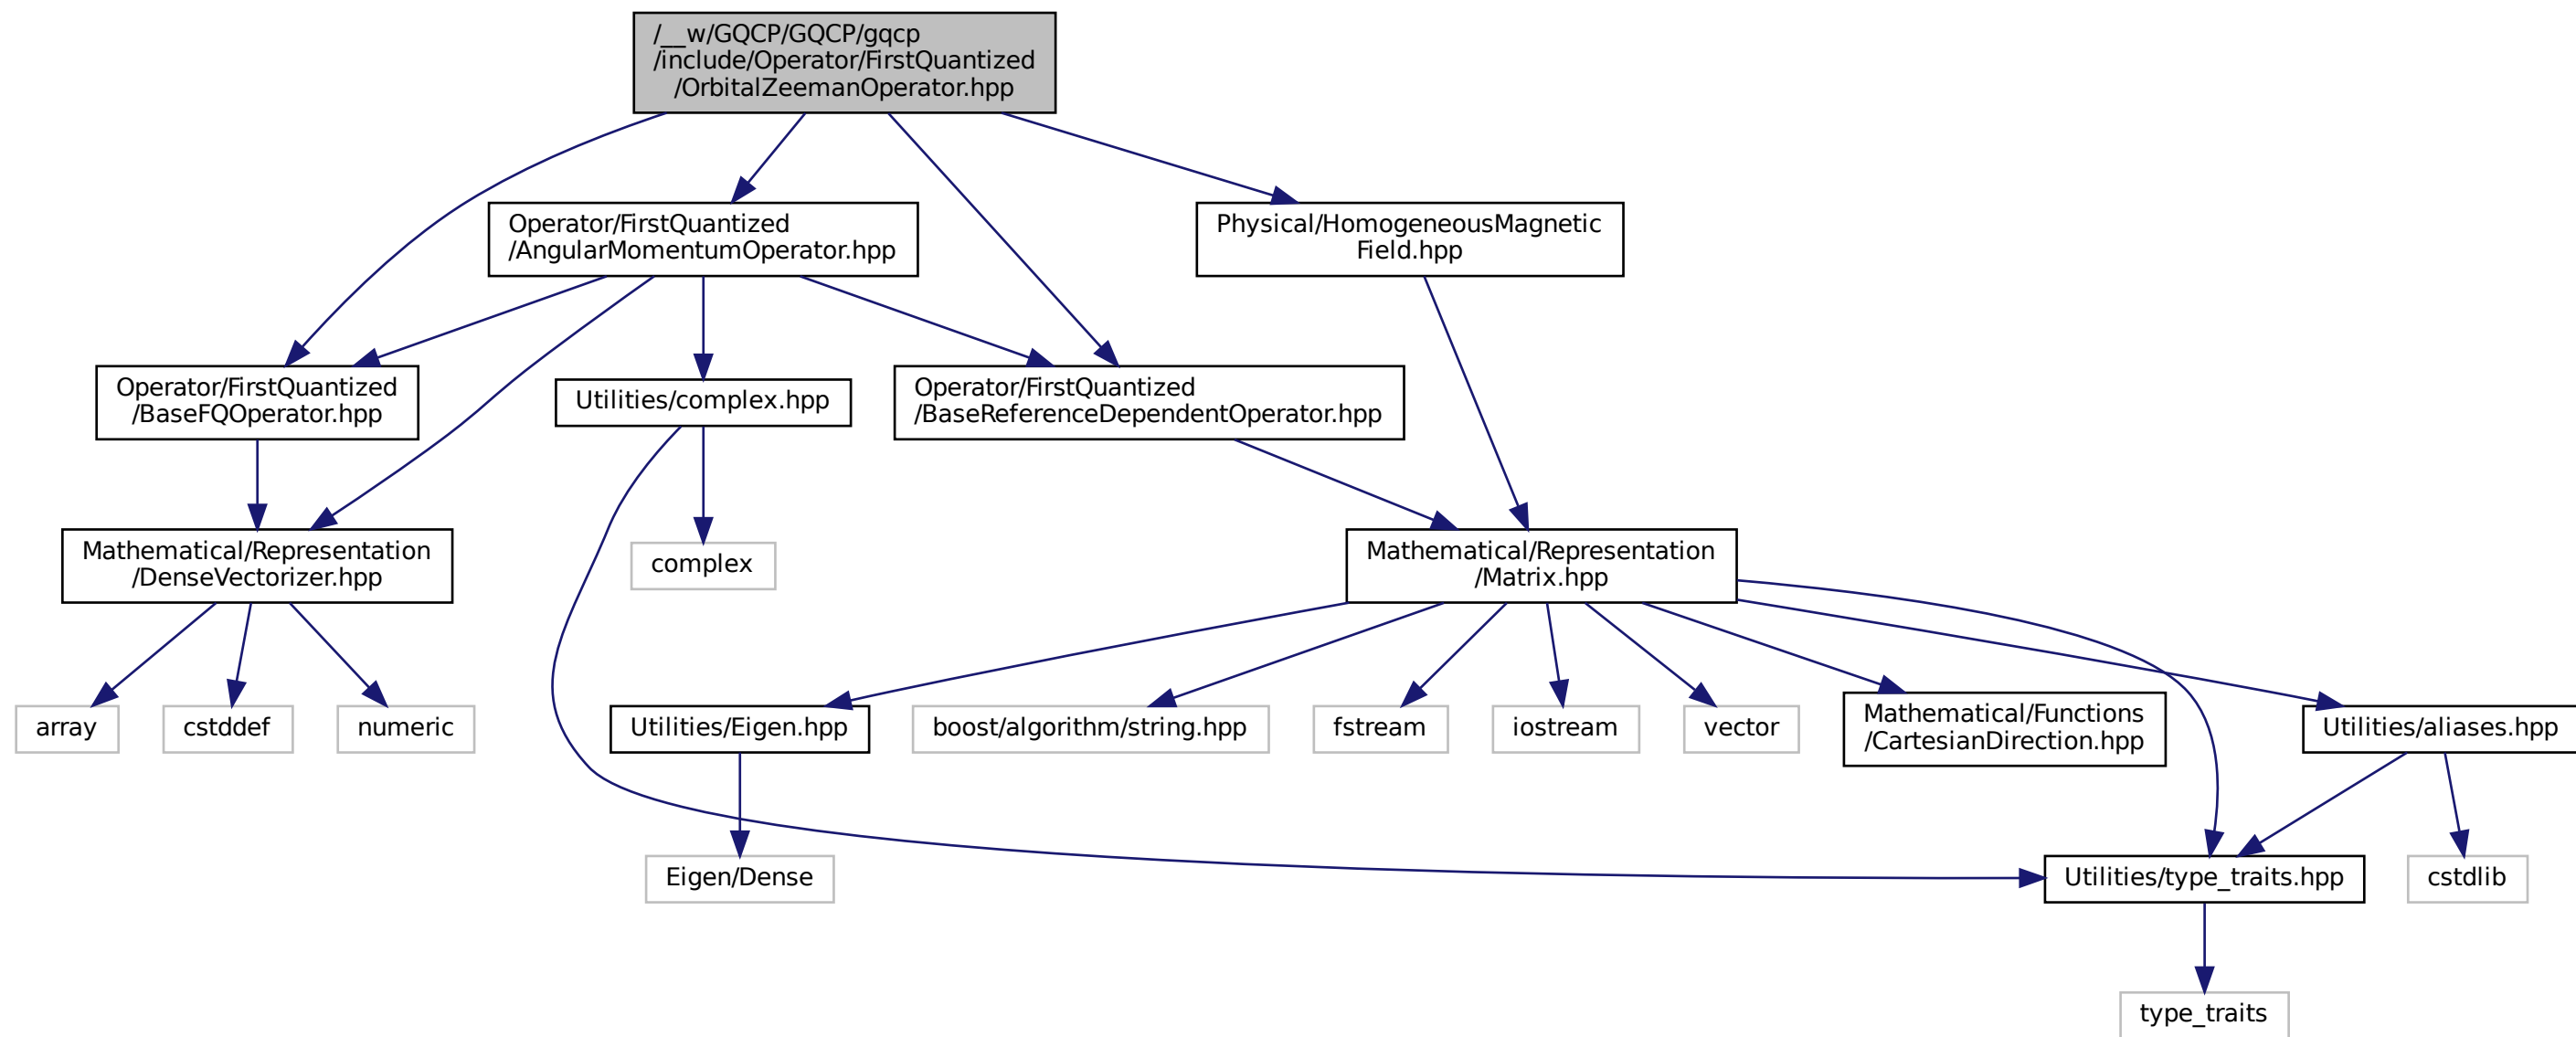 /__w/GQCP/GQCP/gqcp
/include/Operator/FirstQuantized
/OrbitalZeemanOperator.hpp
Operator/FirstQuantized
/AngularMomentumOperator.hpp
Physical/HomogeneousMagnetic
Field.hpp
Operator/FirstQuantized
/BaseFQOperator.hpp
Utilities/complex.hpp
Operator/FirstQuantized
/BaseReferenceDependentOperator.hpp
Mathematical/Representation
/DenseVectorizer.hpp
complex
Mathematical/Representation
/Matrix.hpp
array
cstddef
numeric
Utilities/Eigen.hpp
boost/algorithm/string.hpp
fstream
iostream
vector
Mathematical/Functions
/CartesianDirection.hpp
Utilities/aliases.hpp
Eigen/Dense
Utilities/type_traits.hpp
cstdlib
type_traits